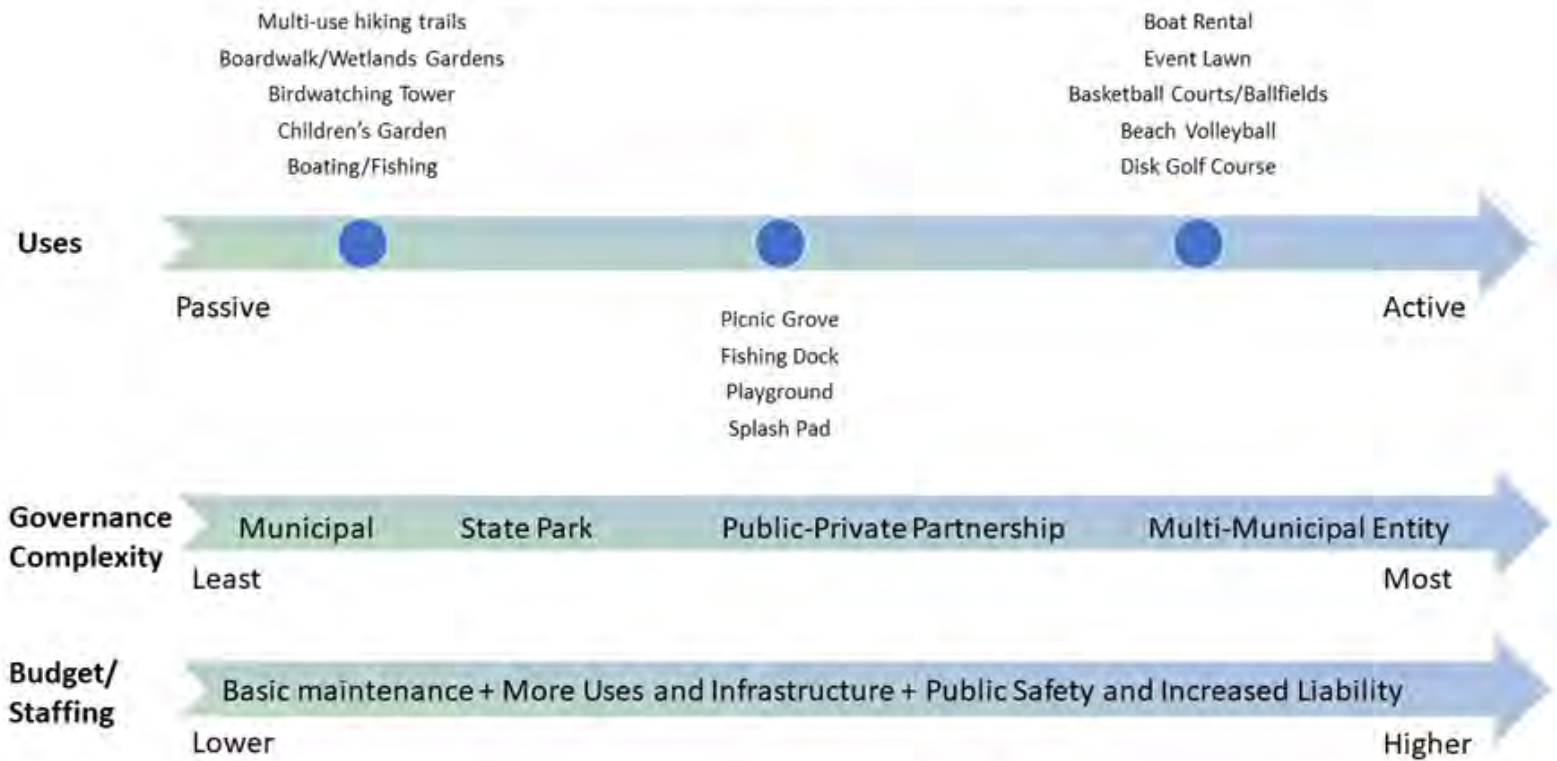 Multi-use hiking trails
Boardwalk/Wetlands Gardens
Birdwatching Tower
Children's Garden
Boating/Fishing
Boat Rental
Event Lawn
Basketball Courts/Ballfields
Beach Volleyball
Disk Golf Course
Uses
Passive
Active
Picnic Grove
Fishing Dock
Playground
Splash Pad
Governance
Complexity
Municipal
State Park
Public-Private Partnership
Multi-Municipal Entity
Least
Most
Budget/
Staffing
Basic maintenance + More Uses and Infrastructure + Public Safety and Increased Liability
Lower
Higher